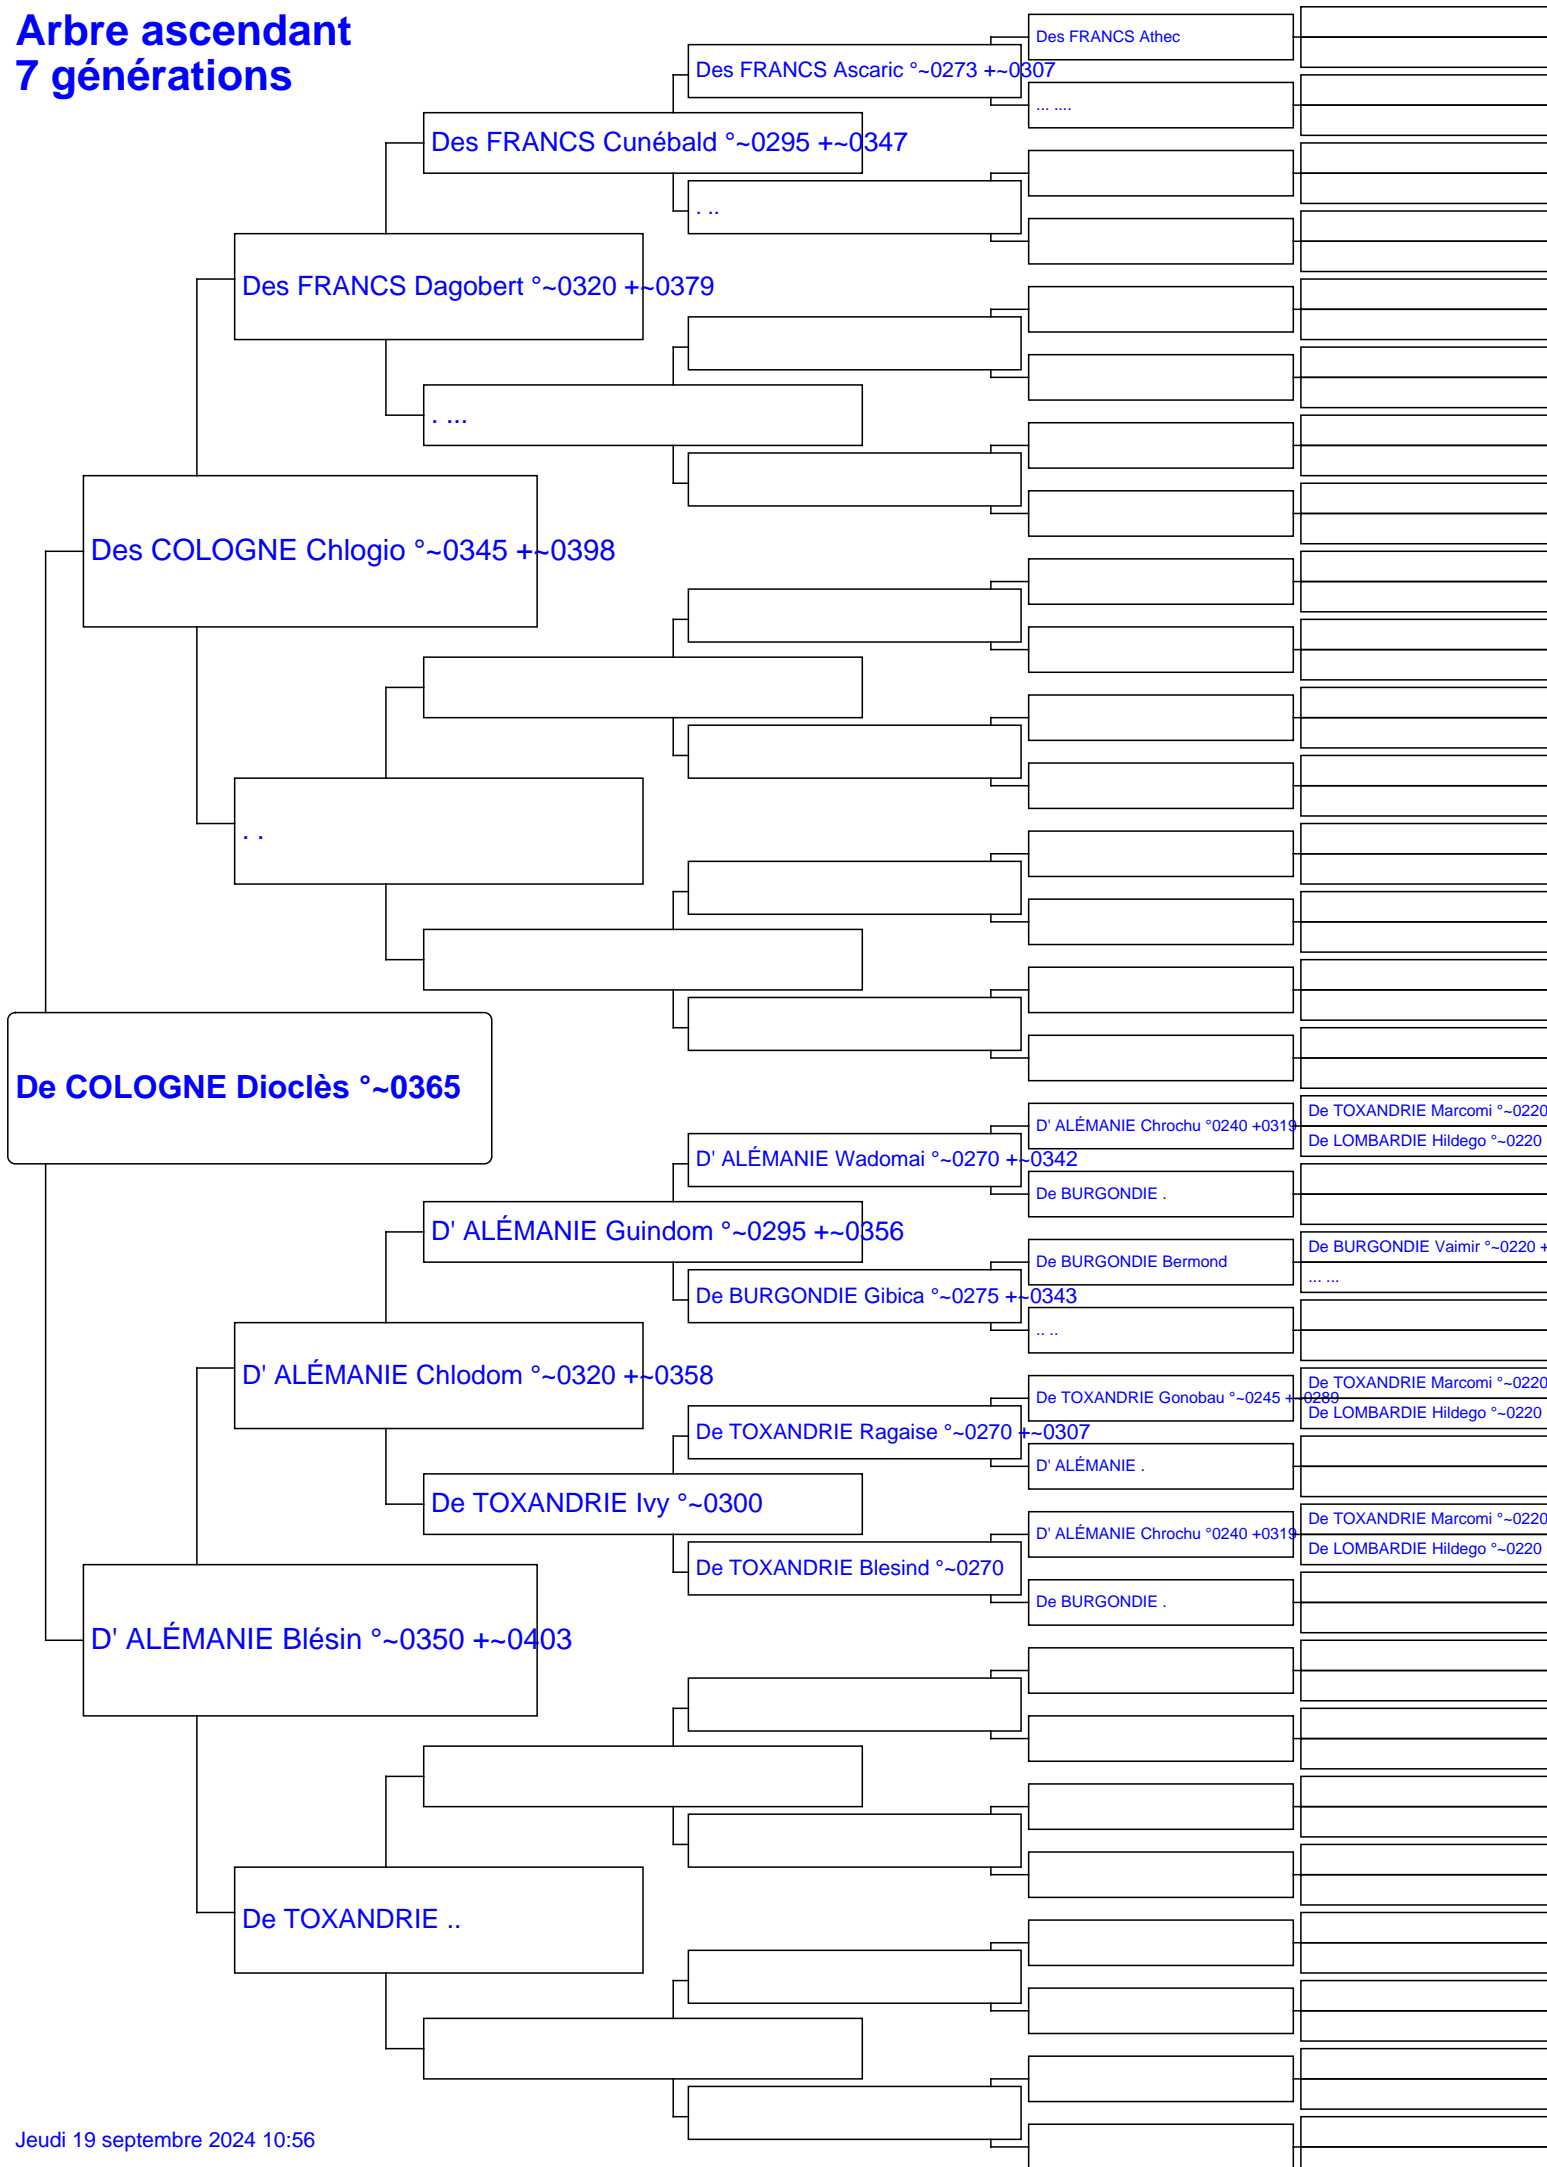 Arbre ascendant
7 générations
Des FRANCS Athec
Des FRANCS Ascaric °~0273 +~0307
... ....
Des FRANCS Cunébald °~0295 +~0347
. ..
Des FRANCS Dagobert °~0320 +~0379
. ...
Des COLOGNE Chlogio °~0345 +~0398
. .
De COLOGNE Dioclès °~0365
De TOXANDRIE Marcomi °~0220
D' ALÉMANIE Chrochu °0240 +0319
De LOMBARDIE Hildego °~0220
D' ALÉMANIE Wadomai °~0270 +~0342
De BURGONDIE .
D' ALÉMANIE Guindom °~0295 +~0356
De BURGONDIE Vaimir °~0220 +
De BURGONDIE Bermond
... ...
De BURGONDIE Gibica °~0275 +~0343
.. ..
D' ALÉMANIE Chlodom °~0320 +~0358
De TOXANDRIE Marcomi °~0220
De TOXANDRIE Gonobau °~0245 +~0289
De LOMBARDIE Hildego °~0220
De TOXANDRIE Ragaise °~0270 +~0307
D' ALÉMANIE .
De TOXANDRIE Ivy °~0300
De TOXANDRIE Marcomi °~0220
D' ALÉMANIE Chrochu °0240 +0319
De LOMBARDIE Hildego °~0220
De TOXANDRIE Blesind °~0270
De BURGONDIE .
D' ALÉMANIE Blésin °~0350 +~0403
De TOXANDRIE ..
Jeudi 19 septembre 2024 10:56